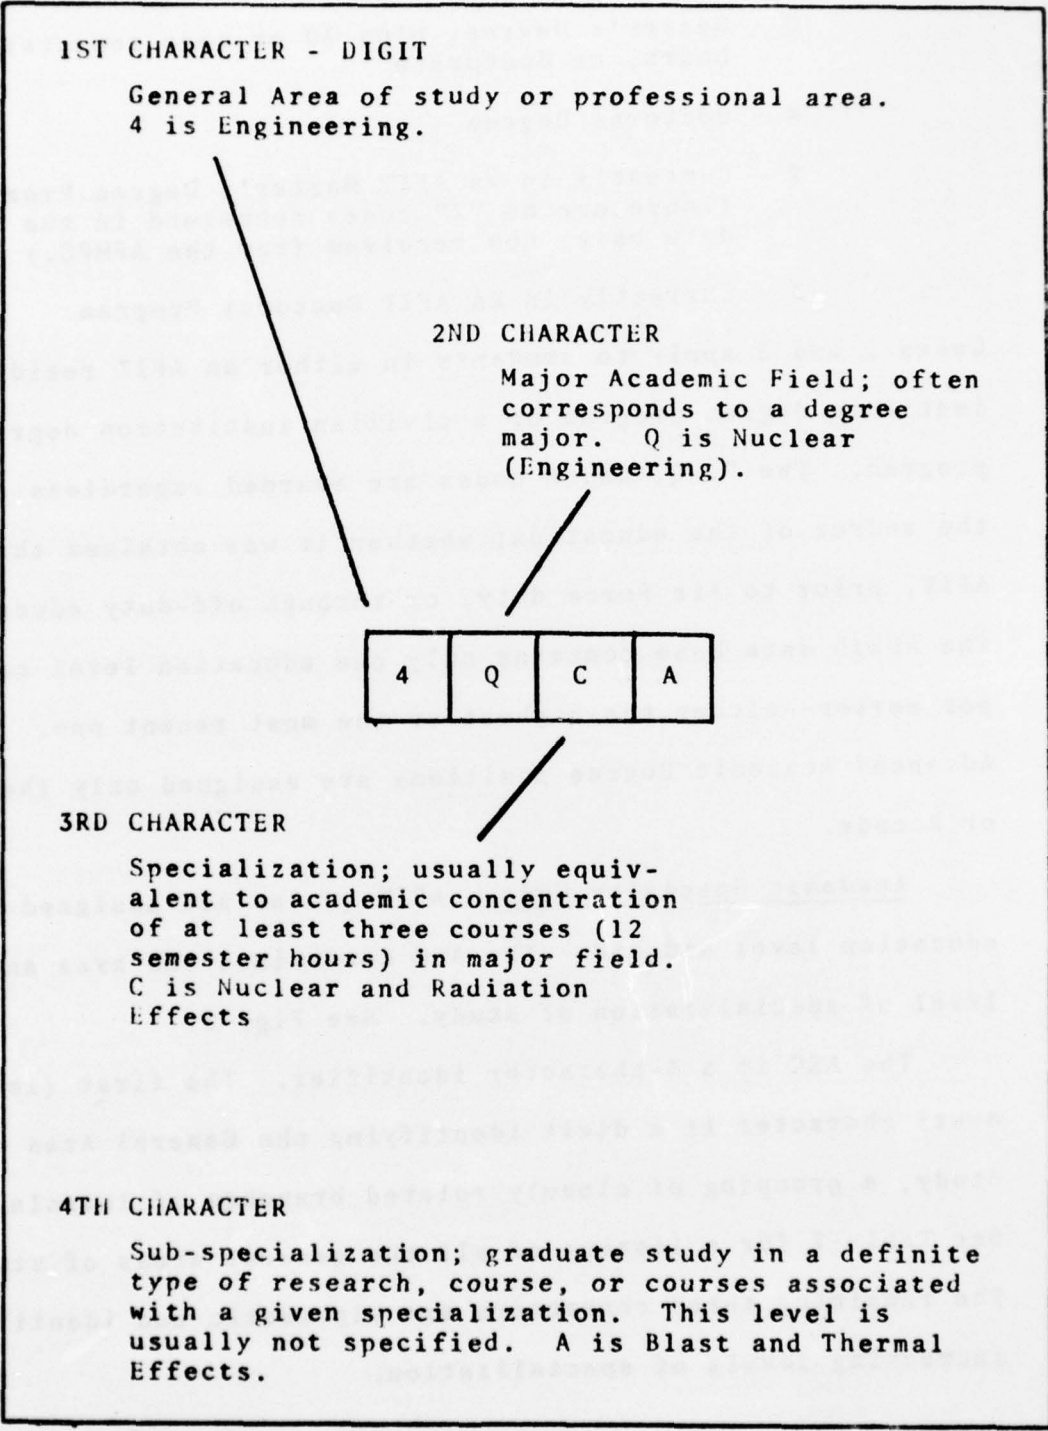 1ST CHARACTER - DIGIT
General Area of study or professional area.
4 is Engineering.
2ND CHARACTER
Major Academic Field; often
corresponds to a degree
major. Q is Nuclear
(Engineering).
4 Q C A
3RD CHARACTER
Specialization; usually equiv-
alent to academic concentration
of at least three courses (12
semester hours) in major field.
C is Nuclear and Radiation
Effects
4TH CHARACTER
Sub-specialization; graduate study in a definite
type of research, course, or courses associated
with a given specialization. This level is
usually not specified. A is Blast and Thermal
Effects.